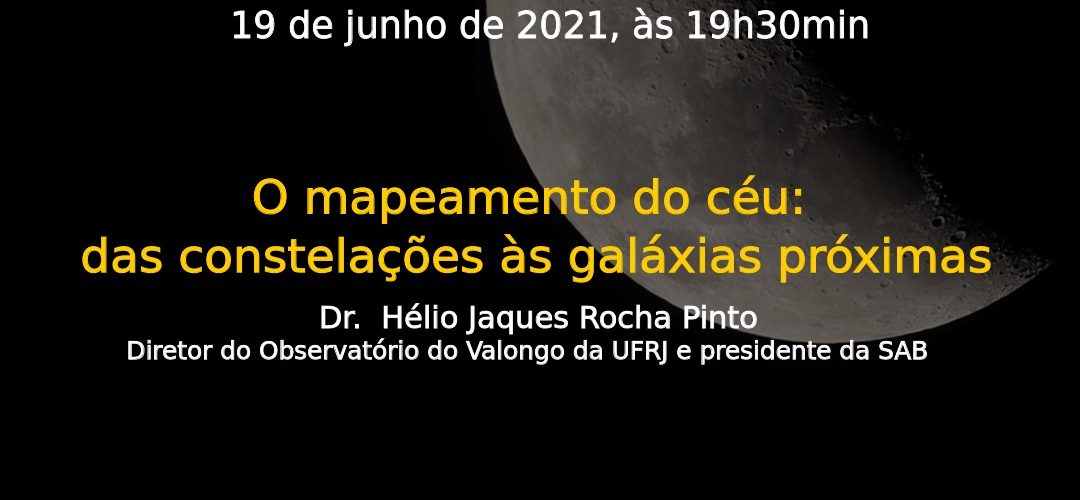 19 de junho de 2021, às 19h30min
O mapeamento do céu:
das constelações às galáxias próximas
Dr.  Hélio Jaques Rocha Pinto
Diretor do Observatório do Valongo da UFRJ e presidente da SAB